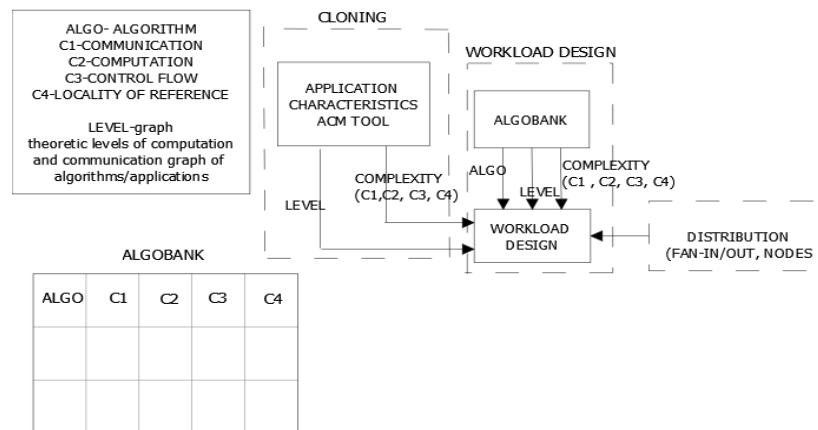 ALGO- ALGORITHM
C1-COMMUNICATION
C2-COMPUTATION
C3-CONTROL FLOW
C4-LOCALITY OF REFERENCE
LEVEL-graph
theoretic levels of computation
and communication graph of
algorithms/applications
CLONING
APPLICATION
CHARACTERISTICS
ACM TOOL
LEVEL
COMPLEXITY
(C1,C2, C3, C4)
WORKLOAD DESIGN
ALGOBANK
ALGO
LEVEL
COMPLEXITY
(C1 , C2, C3, C4)
WORKLOAD
DESIGN
DISTRIBUTION
(FAN-IN/OUT, NODES
ALGOBANK
ALGO C1 C2 C3 C4